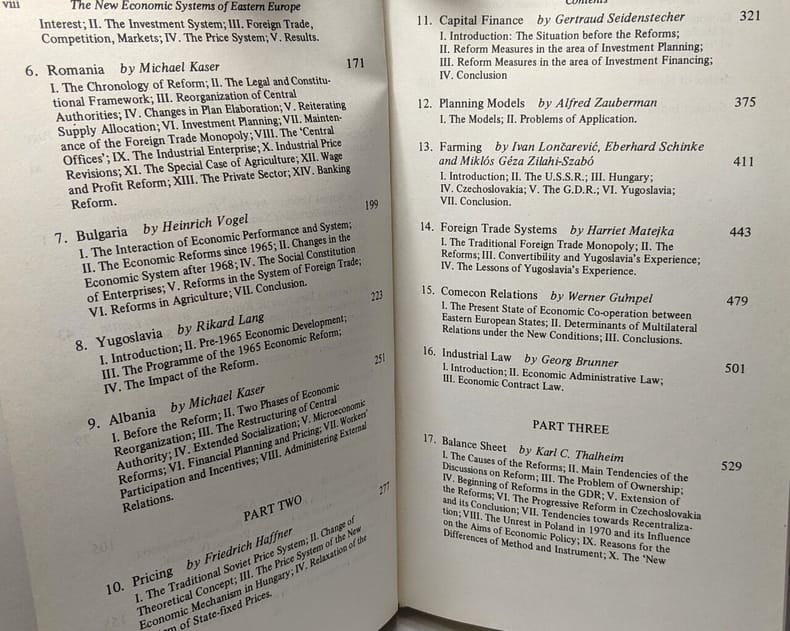 viii The New Economic Systems of Eastern Europe
Interest; II. The Investment System; III. Foreign Trade,
Competition, Markets; IV. The Price System; V. Results.
6. Romania by Michael Kaser 171
I. The Chronology of Reform; II. The Legal and Constitu-
tional Framework; III. Reorganization of Central
Authorities; IV. Changes in Plan Elaboration; V. Reiterating
Supply Allocation; VI. Investment Planning; VII. Mainten-
ance of the Foreign Trade Monopoly; VIII. The 'Central
Offices'; IX. The Industrial Enterprise; X. Industrial Price
Revisions; XI. The Special Case of Agriculture; XII. Wage
and Profit Reform; XIII. The Private Sector; XIV. Banking
Reform.
7. Bulgaria by Heinrich Vogel 199
I. The Interaction of Economic Performance and System;
II. The Economic Reforms since 1965; II. Changes in the
Economic System after 1968; IV. The Social Constitution
of Enterprises; V. Reforms in the System of Foreign Trade;
VI. Reforms in Agriculture; VII. Conclusion.
8. Yugoslavia by Rikard Lang 223
I. Introduction; II. Pre-1965 Economic Development;
III. The Programme of the 1965 Economic Reform;
IV. The Impact of the Reform.
9. Albania by Michael Kaser 251
I. Before the Reform; II. Two Phases of Economic
Reorganization; III. The Restructuring of Central
Authority; IV. Extended Socialization; V. Microeconomic
Reforms; VI. Financial Planning and Pricing; VII. Workers'
Participation and Incentives; VIII. Administering External
Relations.
PART TWO
10. Pricing by Friedrich Haffner 277
I. The Traditional Soviet Price System; II. Change of
Theoretical Concept; III. The Price System of the New
Economic Mechanism in Hungary; IV. Relaxation of the
of State-fixed Prices.
Contents
11. Capital Finance by Gertraud Seidenstecher 321
I. Introduction: The Situation before the Reforms;
II. Reform Measures in the area of Investment Planning;
III. Reform Measures in the area of Investment Financing;
IV. Conclusion
12. Planning Models by Alfred Zauberman 375
I. The Models; II. Problems of Application.
13. Farming by Ivan Lončarević, Eberhard Schinke
and Miklós Géza Zilahi-Szabó 411
I. Introduction; II. The U.S.S.R.; III. Hungary;
IV. Czechoslovakia; V. The G.D.R.; VI. Yugoslavia;
VII. Conclusion.
14. Foreign Trade Systems by Harriet Matejka 443
I. The Traditional Foreign Trade Monopoly; II. The
Reforms; III. Convertibility and Yugoslavia's Experience;
IV. The Lessons of Yugoslavia's Experience.
15. Comecon Relations by Werner Gumpel 479
I. The Present State of Economic Co-operation between
Eastern European States; II. Determinants of Multilateral
Relations under the New Conditions; III. Conclusions.
16. Industrial Law by Georg Brunner 501
I. Introduction; II. Economic Administrative Law;
III. Economic Contract Law.
PART THREE
17. Balance Sheet by Karl C. Thalheim 529
I. The Causes of the Reforms; II. Main Tendencies of the
Discussions on Reform; III. The Problem of Ownership;
IV. Beginning of Reforms in the GDR; V. Extension of
the Reforms; VI. The Progressive Reform in Czechoslovakia
and its Conclusion; VII. Tendencies towards Recentraliza-
tion; VIII. The Unrest in Poland in 1970 and its Influence
on the Aims of Economic Policy; IX. Reasons for the
Differences of Method and Instrument; X. The 'New